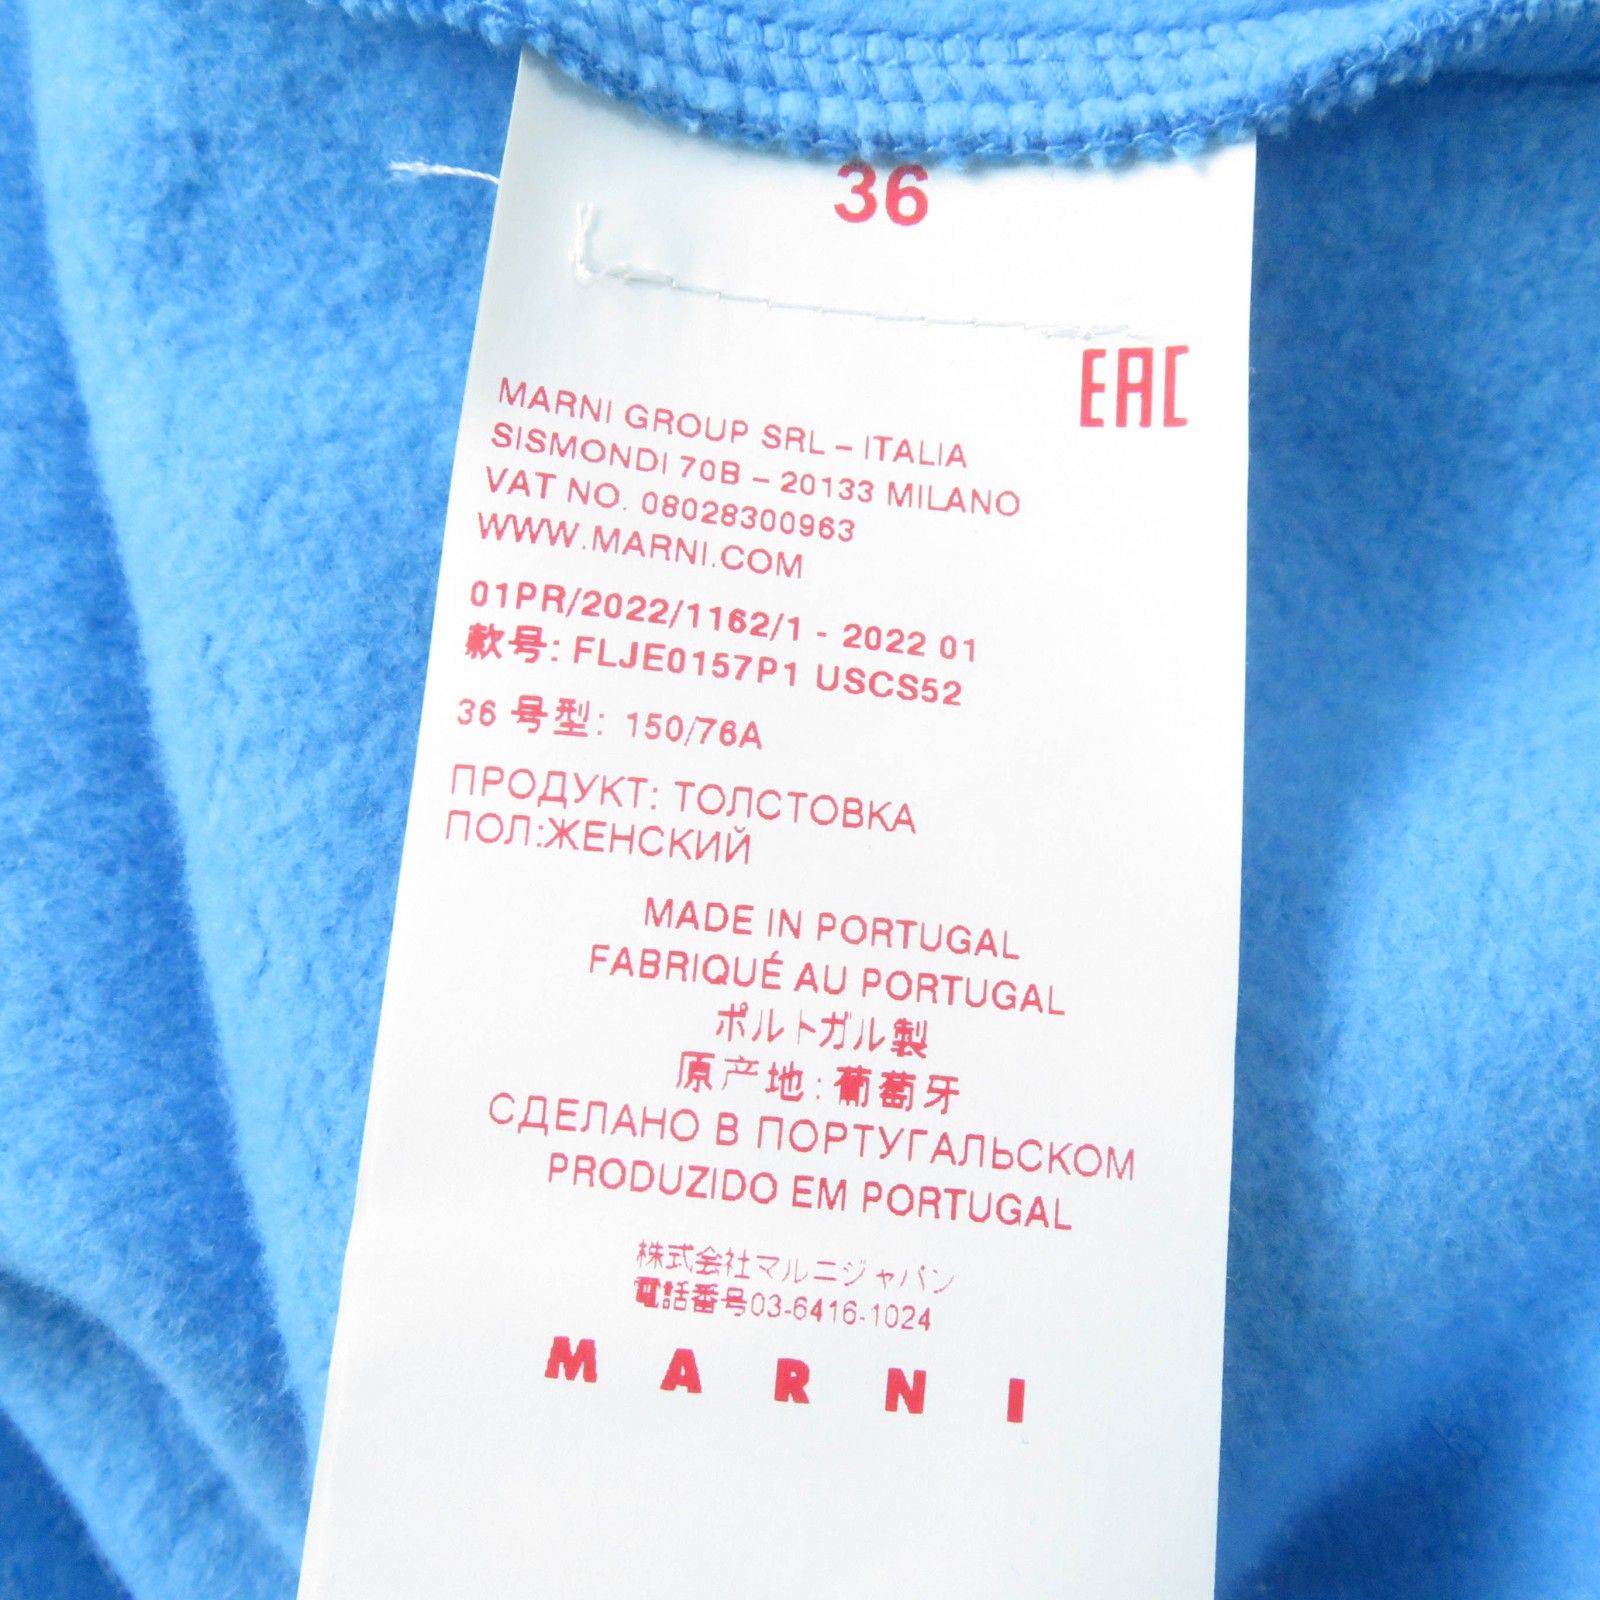 36
EAC
MARNI GROUP SRL – ITALIA
SISMONDI 70B – 20133 MILANO
VAT NO. 08028300963
WWW.MARNI.COM
01PR/2022/1162/1 - 2022 01
款号: FLJE0157P1 USCS52
36 号型: 150/76A
ПРОДУКТ: ТОЛСТОВКА
ПОЛ:ЖЕНСКИЙ
MADE IN PORTUGAL
FABRIQUÉ AU PORTUGAL
ポルトガル製
原产地: 葡萄牙
СДЕЛАНО В ПОРТУГАЛЬСКОМ
PRODUZIDO EM PORTUGAL
株式会社マルニジャパン
電話番号03-6416-1024
MARNI